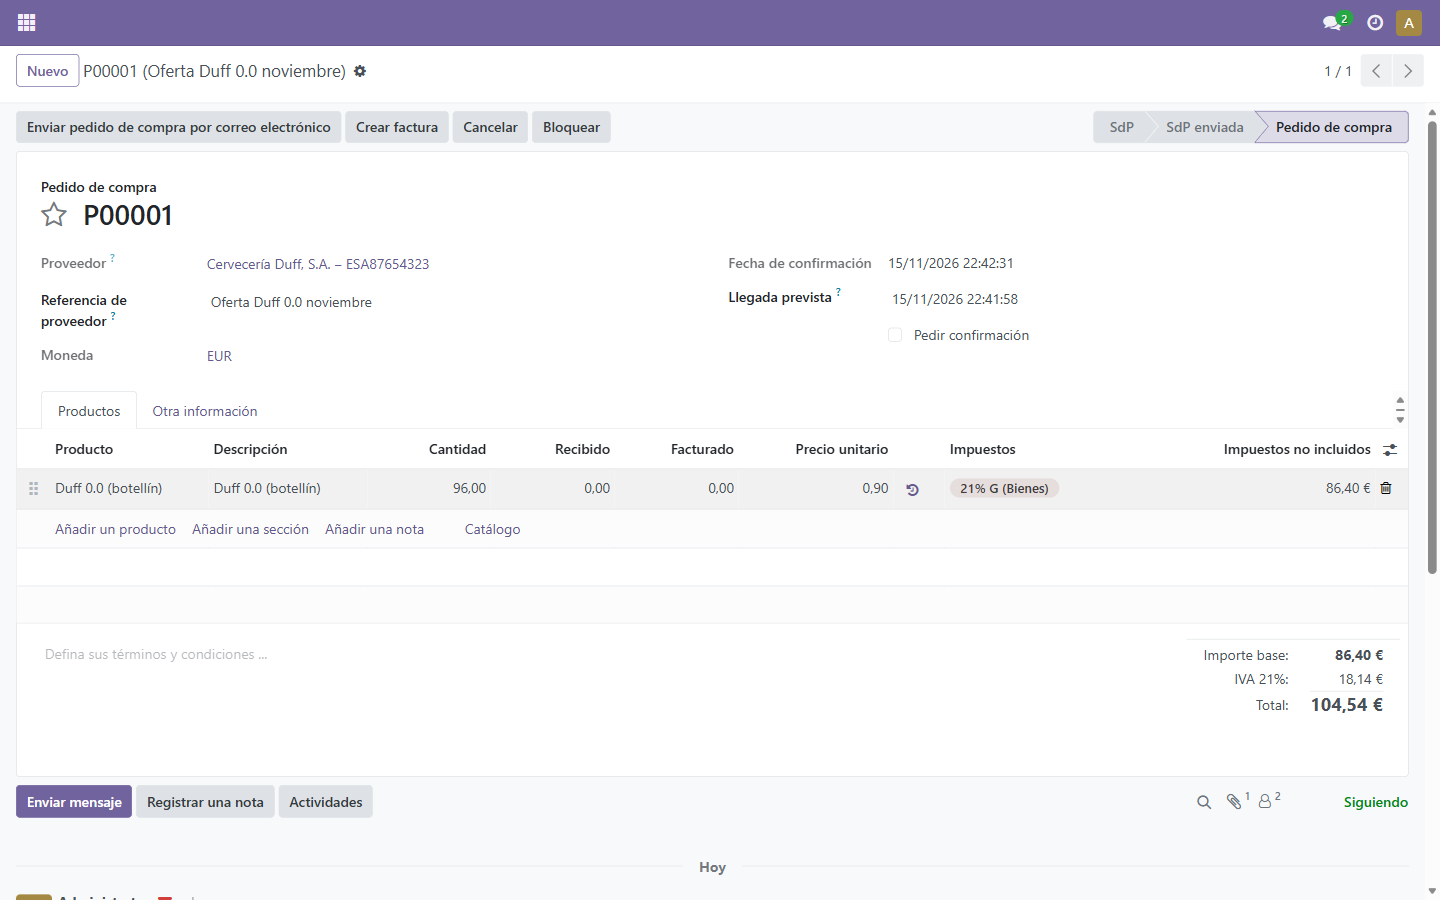 2
A
Nuevo
P00001 (Oferta Duff 0.0 noviembre)
1 / 1
Enviar pedido de compra por correo electrónico
Crear factura
Cancelar
Bloquear
SdP
SdP enviada
Pedido de compra
Pedido de compra
P00001
Proveedor ?
Cervecería Duff, S.A. – ESA87654323
Fecha de confirmación
15/11/2026 22:42:31
Referencia de proveedor ?
Oferta Duff 0.0 noviembre
Llegada prevista ?
15/11/2026 22:41:58
Pedir confirmación
Moneda
EUR
Productos
Otra información
Producto
Descripción
Cantidad
Recibido
Facturado
Precio unitario
Impuestos
Impuestos no incluidos
Duff 0.0 (botellín)
Duff 0.0 (botellín)
96,00
0,00
0,00
0,90
21% G (Bienes)
86,40 €
Añadir un producto
Añadir una sección
Añadir una nota
Catálogo
Defina sus términos y condiciones ...
Importe base: 86,40 €
IVA 21%: 18,14 €
Total: 104,54 €
Enviar mensaje
Registrar una nota
Actividades
1
2
Siguiendo
Hoy